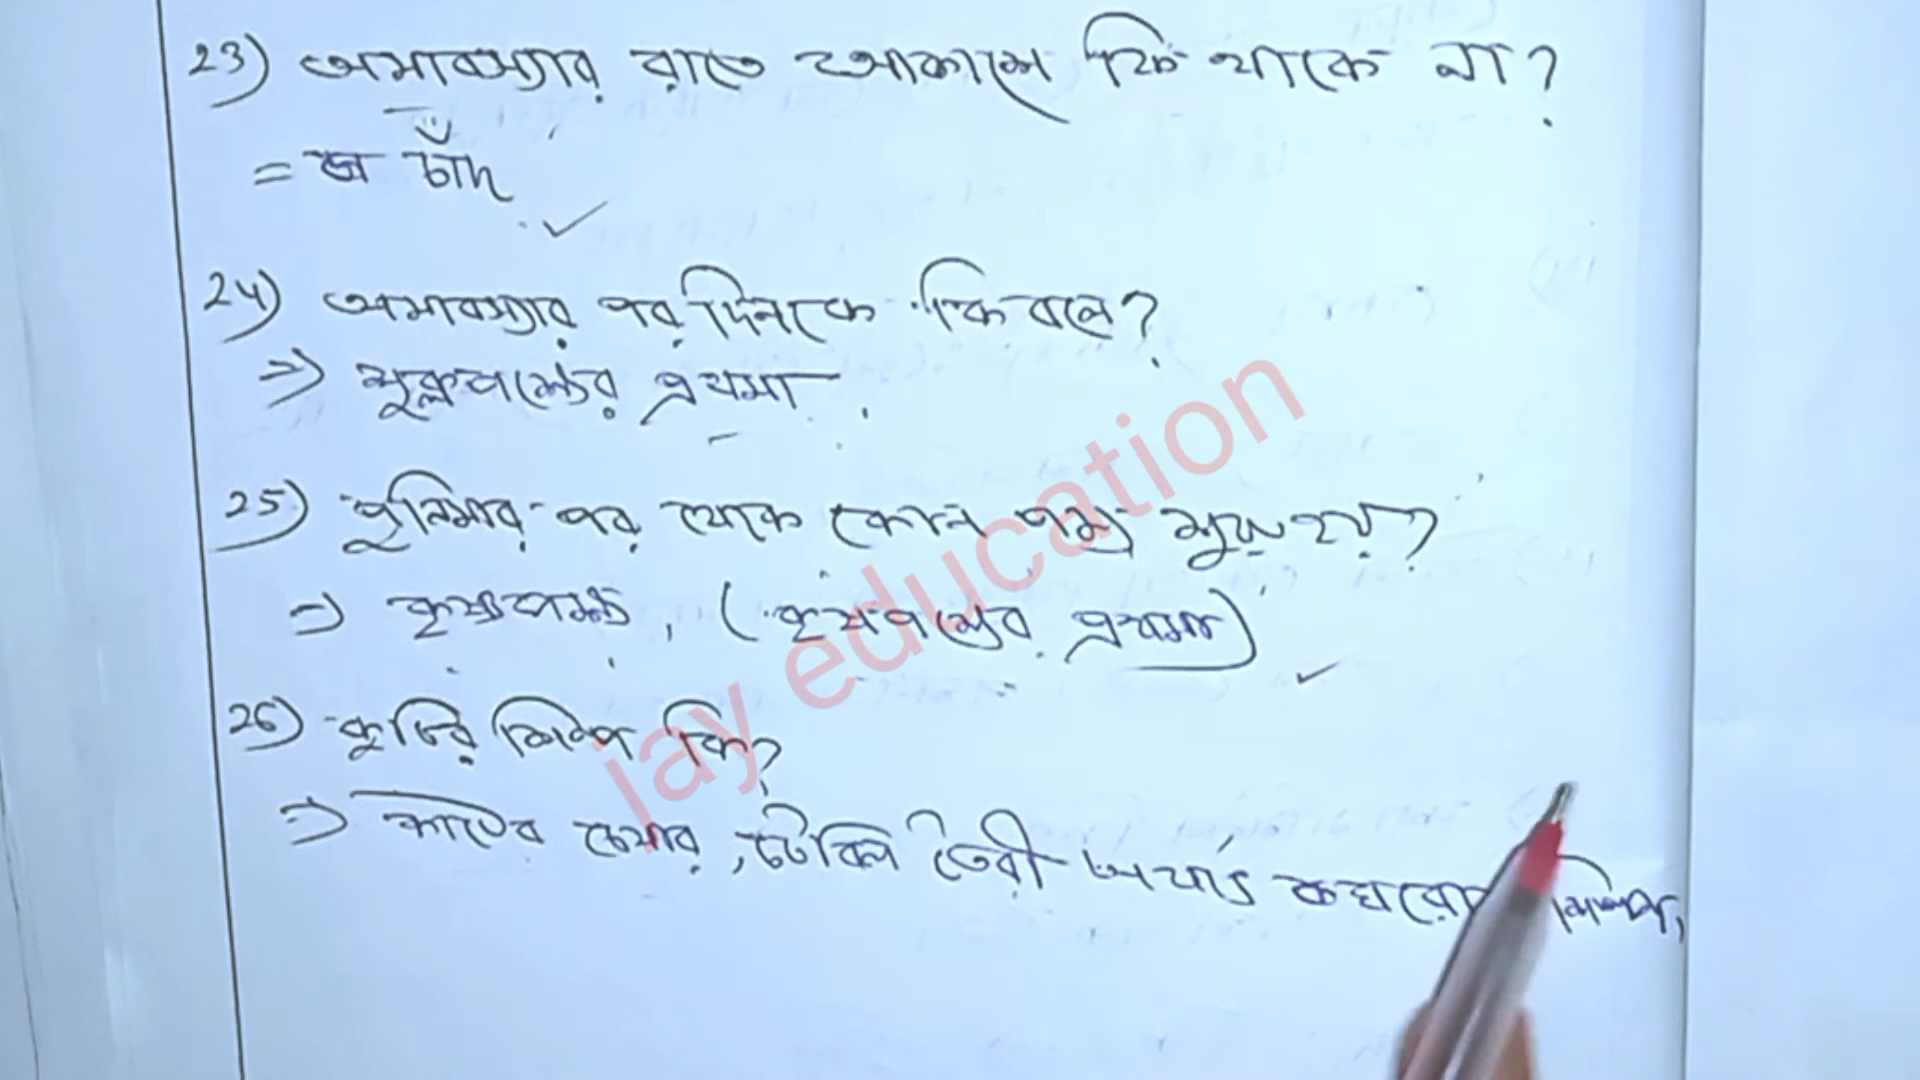 23) অমাবস্যার রাতে আকাশে কি থাকে না?
= চাঁদ
24) অমাবস্যার পর দিনকে কি বলে?
⇒ শুক্লপক্ষের প্রথমা
25) পুর্নিমার পর থেকে কোন পক্ষ শুরু হয়?
⇒ কৃষ্ণপক্ষ, (কৃষ্ণপক্ষের প্রথমা)
26) কুটির শিল্প কি?
⇒ কাঠের চেয়ার, টেবিল তৈরী অর্থাৎ শিল্প,
jay education